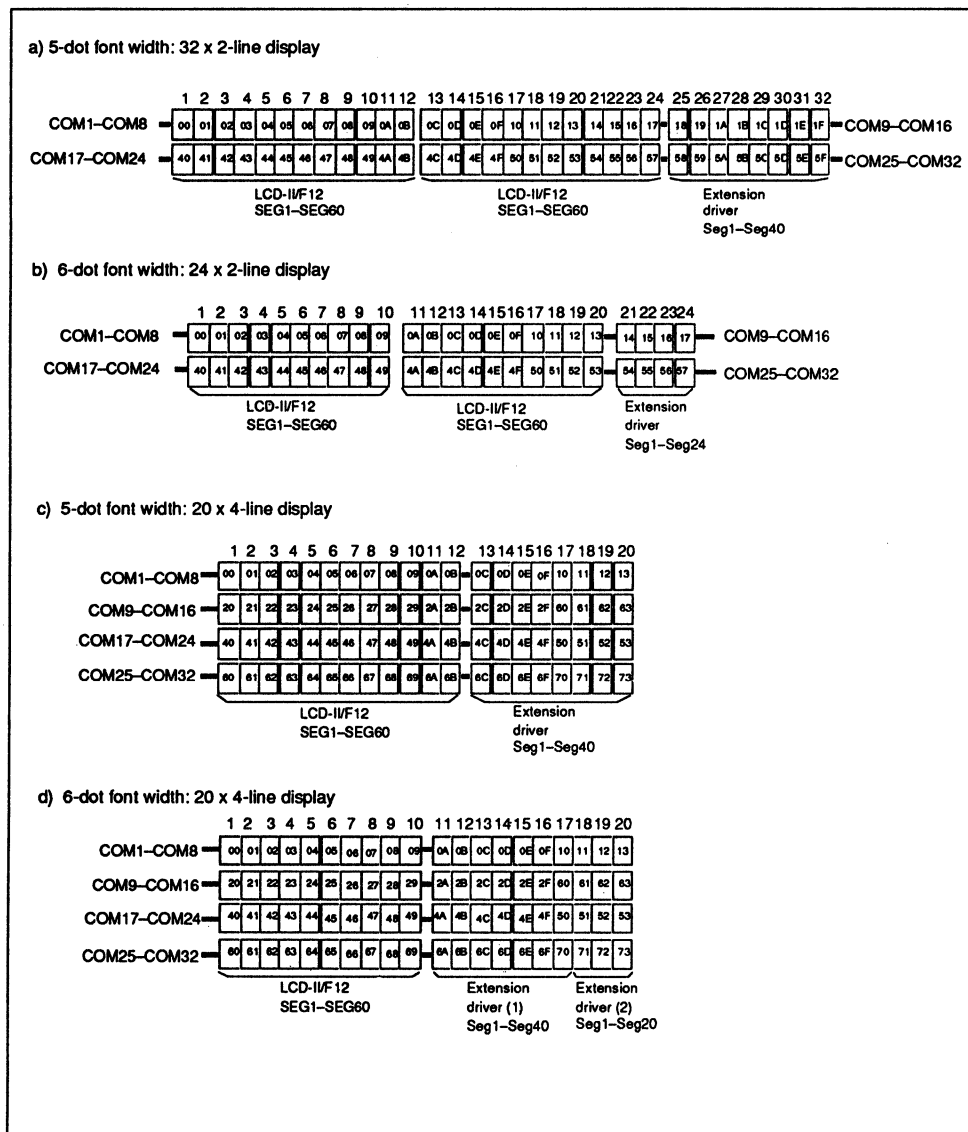 a) 5-dot font width: 32 x 2-line display
1 2 3 4 5 6 7 8 9 10 11 12 13 14 15 16 17 18 19 20 21 22 23 24 25 26 27 28 29 30 31 32
COM1–COM8 00 01 02 03 04 05 06 07 08 09 0A 0B 0C 0D 0E 0F 10 11 12 13 14 15 16 17 18 19 1A 1B 1C 1D 1E 1F COM9–COM16
COM17–COM24 40 41 42 43 44 45 46 47 48 49 4A 4B 4C 4D 4E 4F 50 51 52 53 54 55 56 57 58 59 5A 5B 5C 5D 5E 5F COM25–COM32
LCD-II/F12 LCD-II/F12 Extension
SEG1–SEG60 SEG1–SEG60 driver
Seg1–Seg40
b) 6-dot font width: 24 x 2-line display
1 2 3 4 5 6 7 8 9 10 11 12 13 14 15 16 17 18 19 20 21 22 23 24
COM1–COM8 00 01 02 03 04 05 06 07 08 09 0A 0B 0C 0D 0E 0F 10 11 12 13 14 15 16 17 COM9–COM16
COM17–COM24 40 41 42 43 44 45 46 47 48 49 4A 4B 4C 4D 4E 4F 50 51 52 53 54 55 56 57 COM25–COM32
LCD-II/F12 LCD-II/F12 Extension
SEG1–SEG60 SEG1–SEG60 driver
Seg1–Seg24
c) 5-dot font width: 20 x 4-line display
1 2 3 4 5 6 7 8 9 10 11 12 13 14 15 16 17 18 19 20
COM1–COM8 00 01 02 03 04 05 06 07 08 09 0A 0B 0C 0D 0E 0F 10 11 12 13
COM9–COM16 20 21 22 23 24 25 26 27 28 29 2A 2B 2C 2D 2E 2F 60 61 62 63
COM17–COM24 40 41 42 43 44 45 46 47 48 49 4A 4B 4C 4D 4E 4F 50 51 52 53
COM25–COM32 60 61 62 63 64 65 66 67 68 69 6A 6B 6C 6D 6E 6F 70 71 72 73
LCD-II/F12 Extension
SEG1–SEG60 driver
Seg1–Seg40
d) 6-dot font width: 20 x 4-line display
1 2 3 4 5 6 7 8 9 10 11 12 13 14 15 16 17 18 19 20
COM1–COM8 00 01 02 03 04 05 06 07 08 09 0A 0B 0C 0D 0E 0F 10 11 12 13
COM9–COM16 20 21 22 23 24 25 26 27 28 29 2A 2B 2C 2D 2E 2F 60 61 62 63
COM17–COM24 40 41 42 43 44 45 46 47 48 49 4A 4B 4C 4D 4E 4F 50 51 52 53
COM25–COM32 60 61 62 63 64 65 66 67 68 69 6A 6B 6C 6D 6E 6F 70 71 72 73
LCD-II/F12 Extension Extension
SEG1–SEG60 driver (1) driver (2)
Seg1–Seg40 Seg1–Seg20